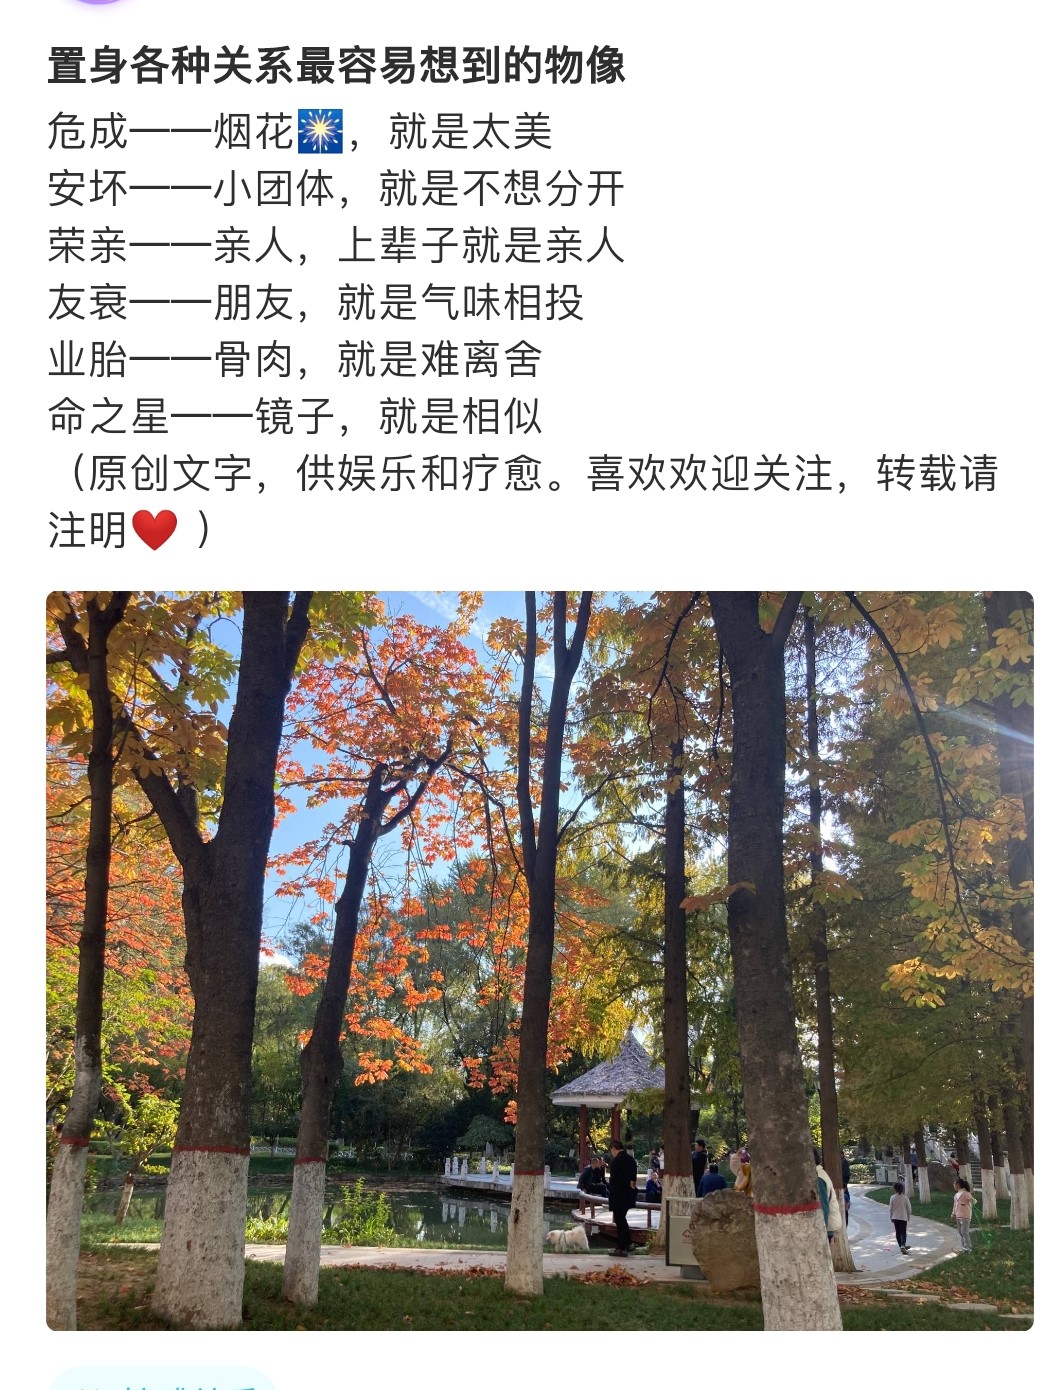 置身各种关系最容易想到的物像
危成——烟花🎆，就是太美
安坏——小团体，就是不想分开
荣亲——亲人，上辈子就是亲人
友衰——朋友，就是气味相投
业胎——骨肉，就是难离舍
命之星——镜子，就是相似
（原创文字，供娱乐和疗愈。喜欢欢迎关注，转载请
注明❤️ ）